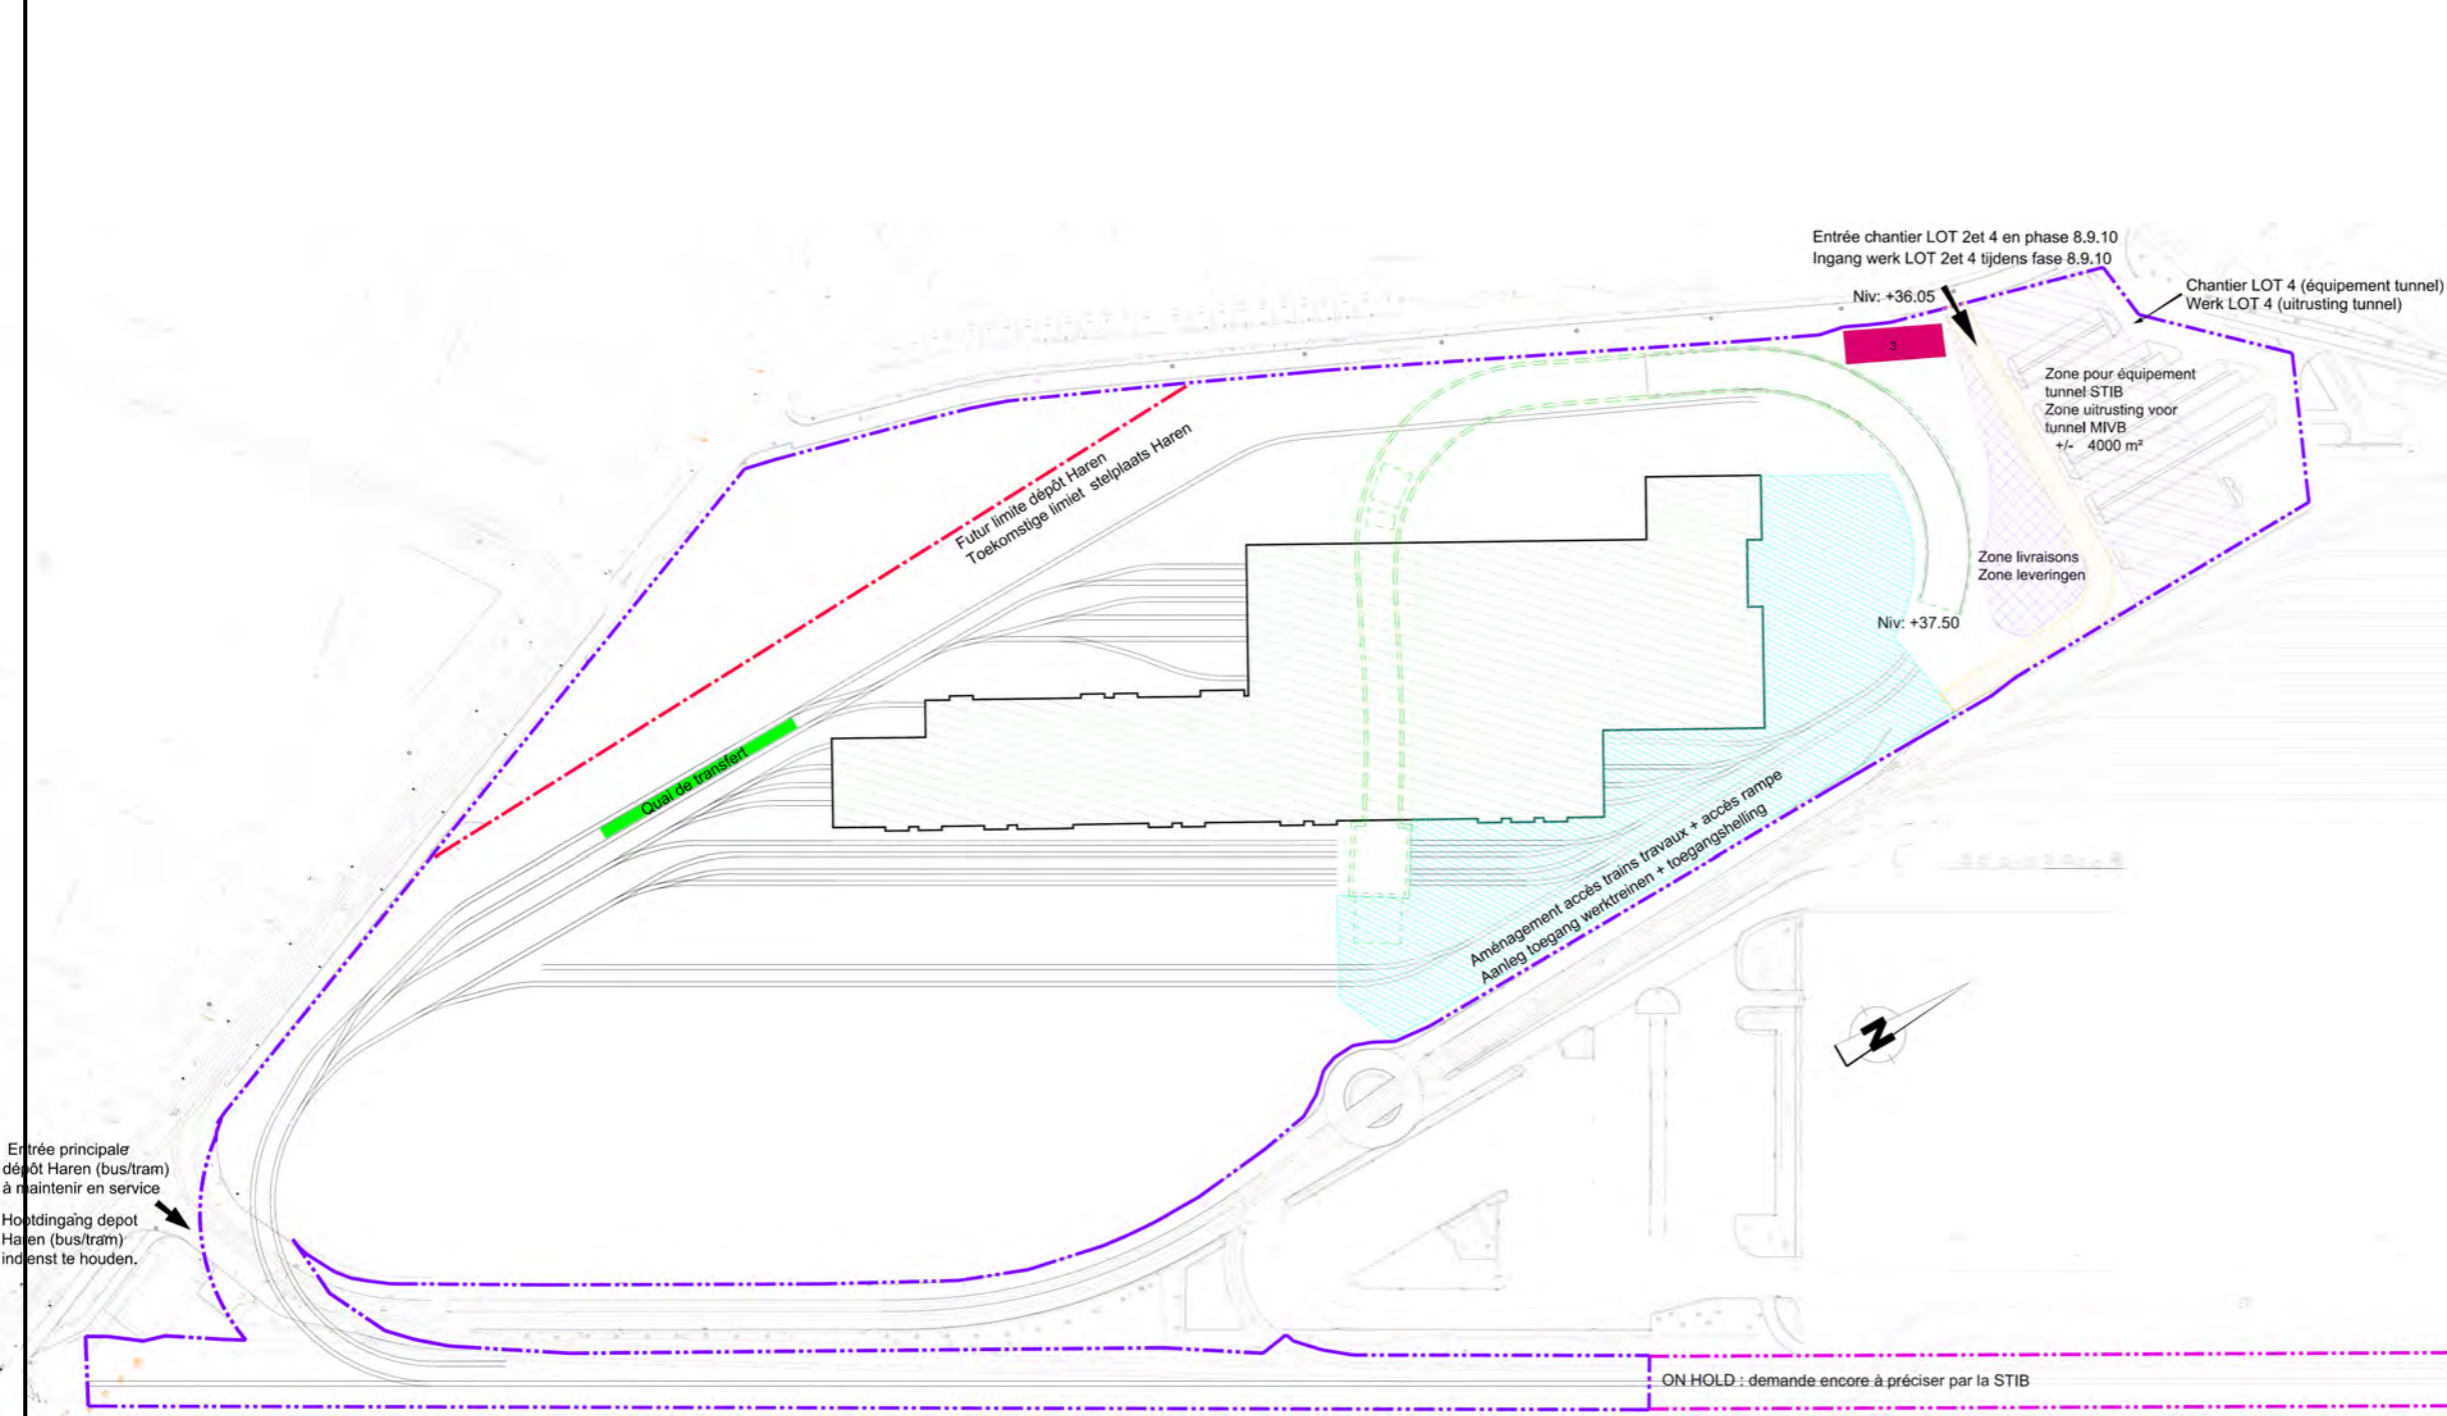 Entrée chantier LOT 2et 4 en phase 8.9.10
Ingang werk LOT 2et 4 tijdens fase 8.9.10
Niv: +36.05
Chantier LOT 4 (équipement tunnel)
Werk LOT 4 (uitrusting tunnel)
3
Zone pour équipement
tunnel STIB
Zone uitrusting voor
tunnel MIVB
+/- 4000 m²
Futur limite dépôt Haren
Toekomstige limiet stelplaats Haren
Zone livraisons
Zone leveringen
Niv: +37.50
Quai de transfert
Aménagement accès trains travaux + accès rampe
Aanleg toegang werktreinen + toegangshelling
N
Entrée principale
dépôt Haren (bus/tram)
à maintenir en service
Hootdingang depot
Haren (bus/tram)
indienst te houden.
ON HOLD : demande encore à préciser par la STIB